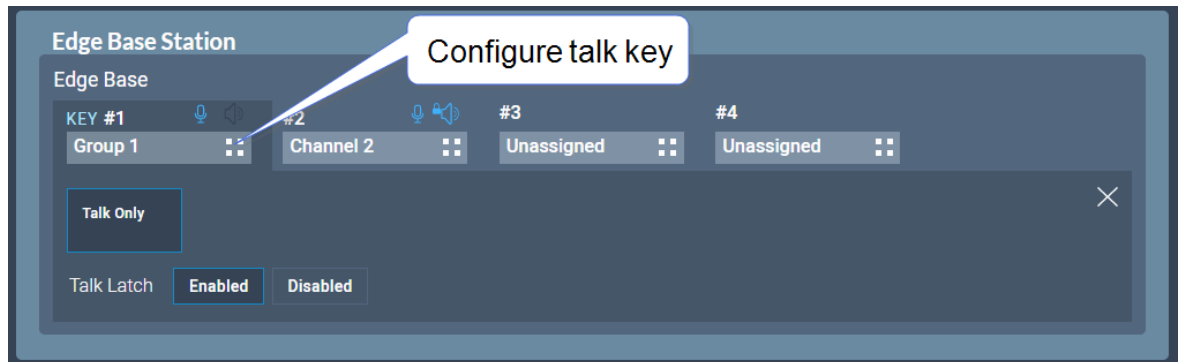 Edge Base Station
Configure talk key
Edge Base
KEY #1
#2
#3
#4
Group 1
Channel 2
Unassigned
Unassigned
Talk Only
Talk Latch
Enabled
Disabled